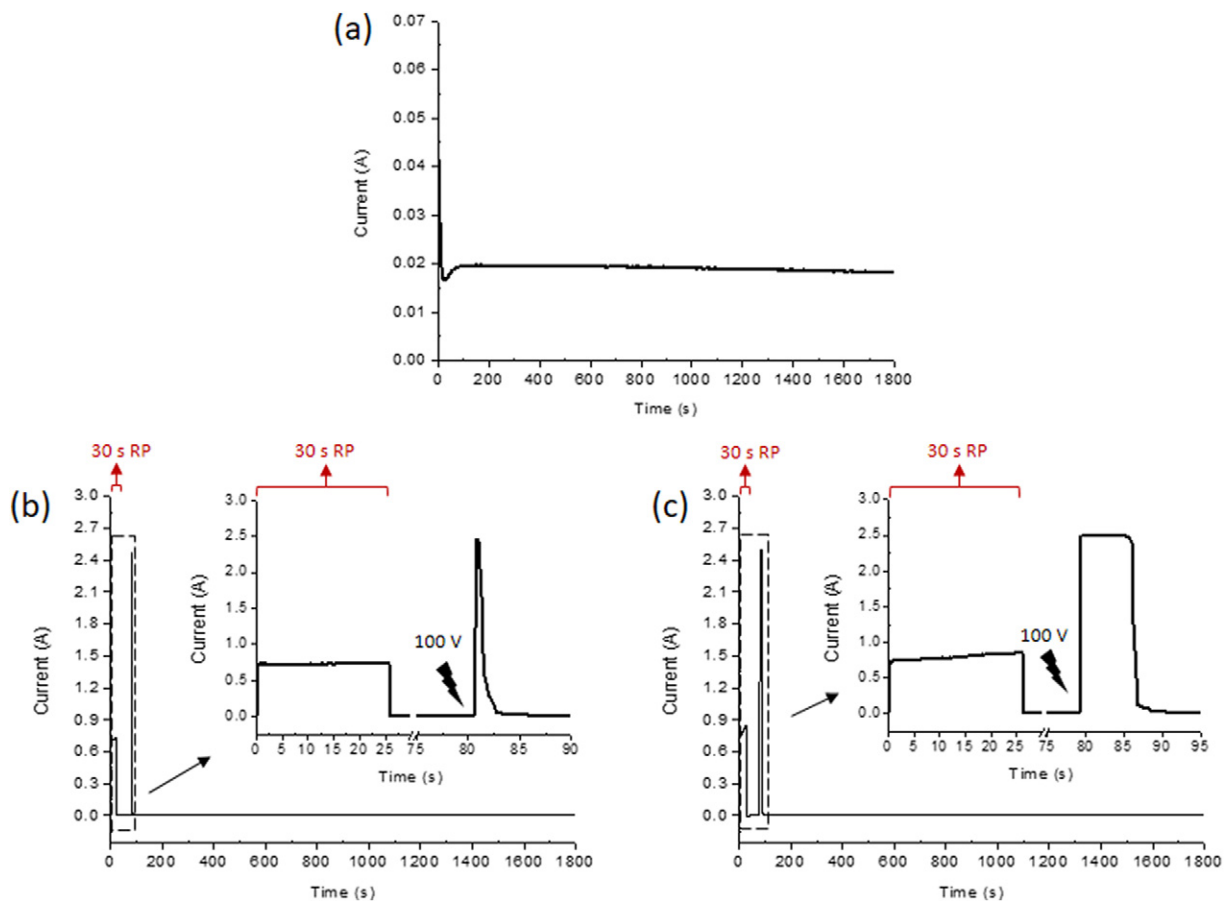 (a)
0.07
0.06
0.05
0.04
0.03
0.02
0.01
0.00
Current (A)
0 200 400 600 800 1000 1200 1400 1600 1800
Time (s)
30 s RP
30 s RP
(b)
3.0
2.7
2.4
2.1
1.8
1.5
1.2
0.9
0.6
0.3
0.0
Current (A)
0 200 400 600 800 1000 1200 1400 1600 1800
Time (s)
3.0
2.5
2.0
1.5
1.0
0.5
0.0
Current (A)
100 V
0 5 10 15 20 25 75 80 85 90
Time (s)
30 s RP
30 s RP
(c)
3.0
2.7
2.4
2.1
1.8
1.5
1.2
0.9
0.6
0.3
0.0
Current (A)
0 200 400 600 800 1000 1200 1400 1600 1800
Time (s)
3.0
2.5
2.0
1.5
1.0
0.5
0.0
Current (A)
100 V
0 5 10 15 20 25 75 80 85 90 95
Time (s)